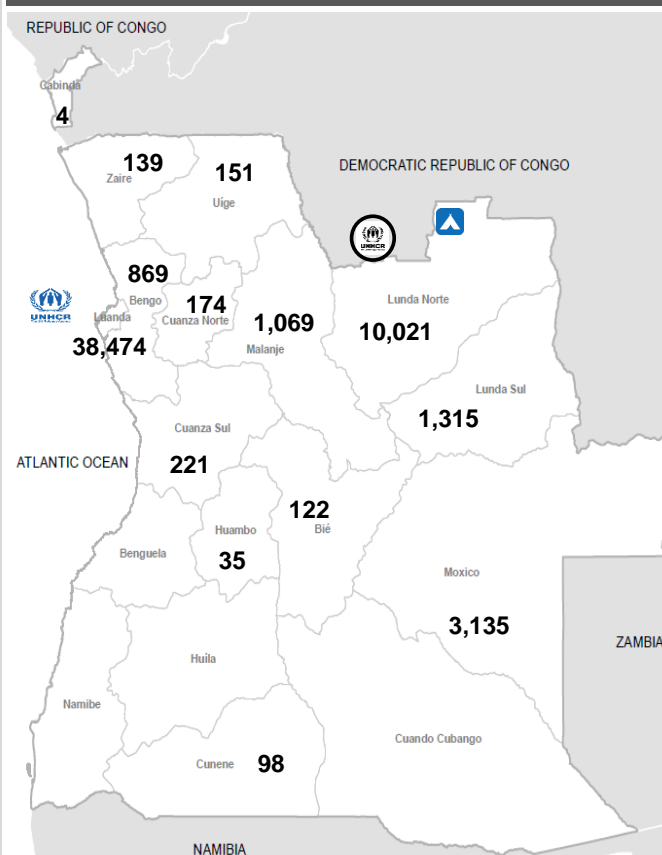 REPUBLIC OF CONGO
Cabinda
4
139
Zaire
151
Uige
DEMOCRATIC REPUBLIC OF CONGO
UNHCR
869
Bengo
UNHCR
Luanda
174
Cuanza Norte
38,474
1,069
Malanje
Lunda Norte
10,021
Lunda Sul
1,315
Cuanza Sul
221
ATLANTIC OCEAN
122
Bié
Huambo
35
Benguela
Moxico
3,135
ZAMBIA
Huíla
Namibe
Cuando Cubango
Cunene 98
NAMIBIA